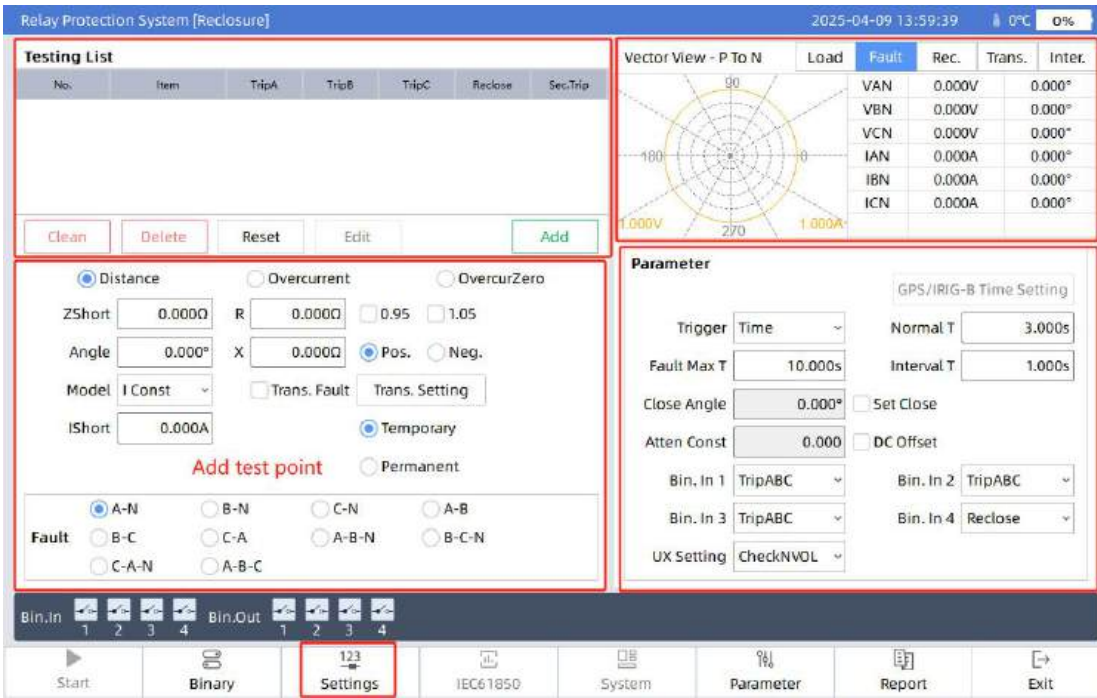 Relay Protection System [Reclosure] 2025-04-09 13:59:39 0℃ 0%
Testing List
No. Item TripA TripB TripC Reclose Sec.Trip
Clean Delete Reset Edit Add
Vector View - P To N Load Fault Rec. Trans. Inter.
90
180 0
270
1.000V 1.000A
VAN 0.000V 0.000°
VBN 0.000V 0.000°
VCN 0.000V 0.000°
IAN 0.000A 0.000°
IBN 0.000A 0.000°
ICN 0.000A 0.000°
Distance Overcurrent OvercurZero
ZShort 0.000Ω R 0.000Ω 0.95 1.05
Angle 0.000° X 0.000Ω Pos. Neg.
Model I Const Trans. Fault Trans. Setting
IShort 0.000A Temporary
Add test point Permanent
A-N B-N C-N A-B
Fault B-C C-A A-B-N B-C-N
C-A-N A-B-C
Parameter
GPS/IRIG-B Time Setting
Trigger Time Normal T 3.000s
Fault Max T 10.000s Interval T 1.000s
Close Angle 0.000° Set Close
Atten Const 0.000 DC Offset
Bin. In 1 TripABC Bin. In 2 TripABC
Bin. In 3 TripABC Bin. In 4 Reclose
UX Setting CheckNVOL
Bin.In 1 2 3 4 Bin.Out 1 2 3 4
123
Start Binary Settings IEC61850 System Parameter Report Exit